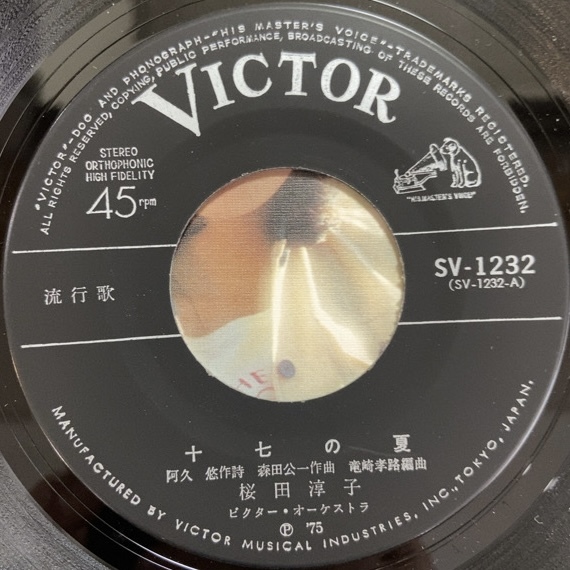 "VICTOR"-DOG AND PHONOGRAPH-"HIS MASTER'S VOICE"-TRADEMARKS REGISTERED.
ALL RIGHTS RESERVED, COPYING, PUBLIC PERFORMANCE, BROADCASTING OF THESE RECORDS ARE FORBIDDEN.
VICTOR
STEREO
ORTHOPHONIC
HIGH FIDELITY
45rpm
"HIS MASTER'S VOICE"
SV-1232
(SV-1232-A)
流行歌
十七の夏
阿久 悠作詩 森田公一作曲 竜崎孝路編曲
桜田淳子
ビクター・オーケストラ
Ⓟ '75
MANUFACTURED BY VICTOR MUSICAL INDUSTRIES, INC., TOKYO, JAPAN.